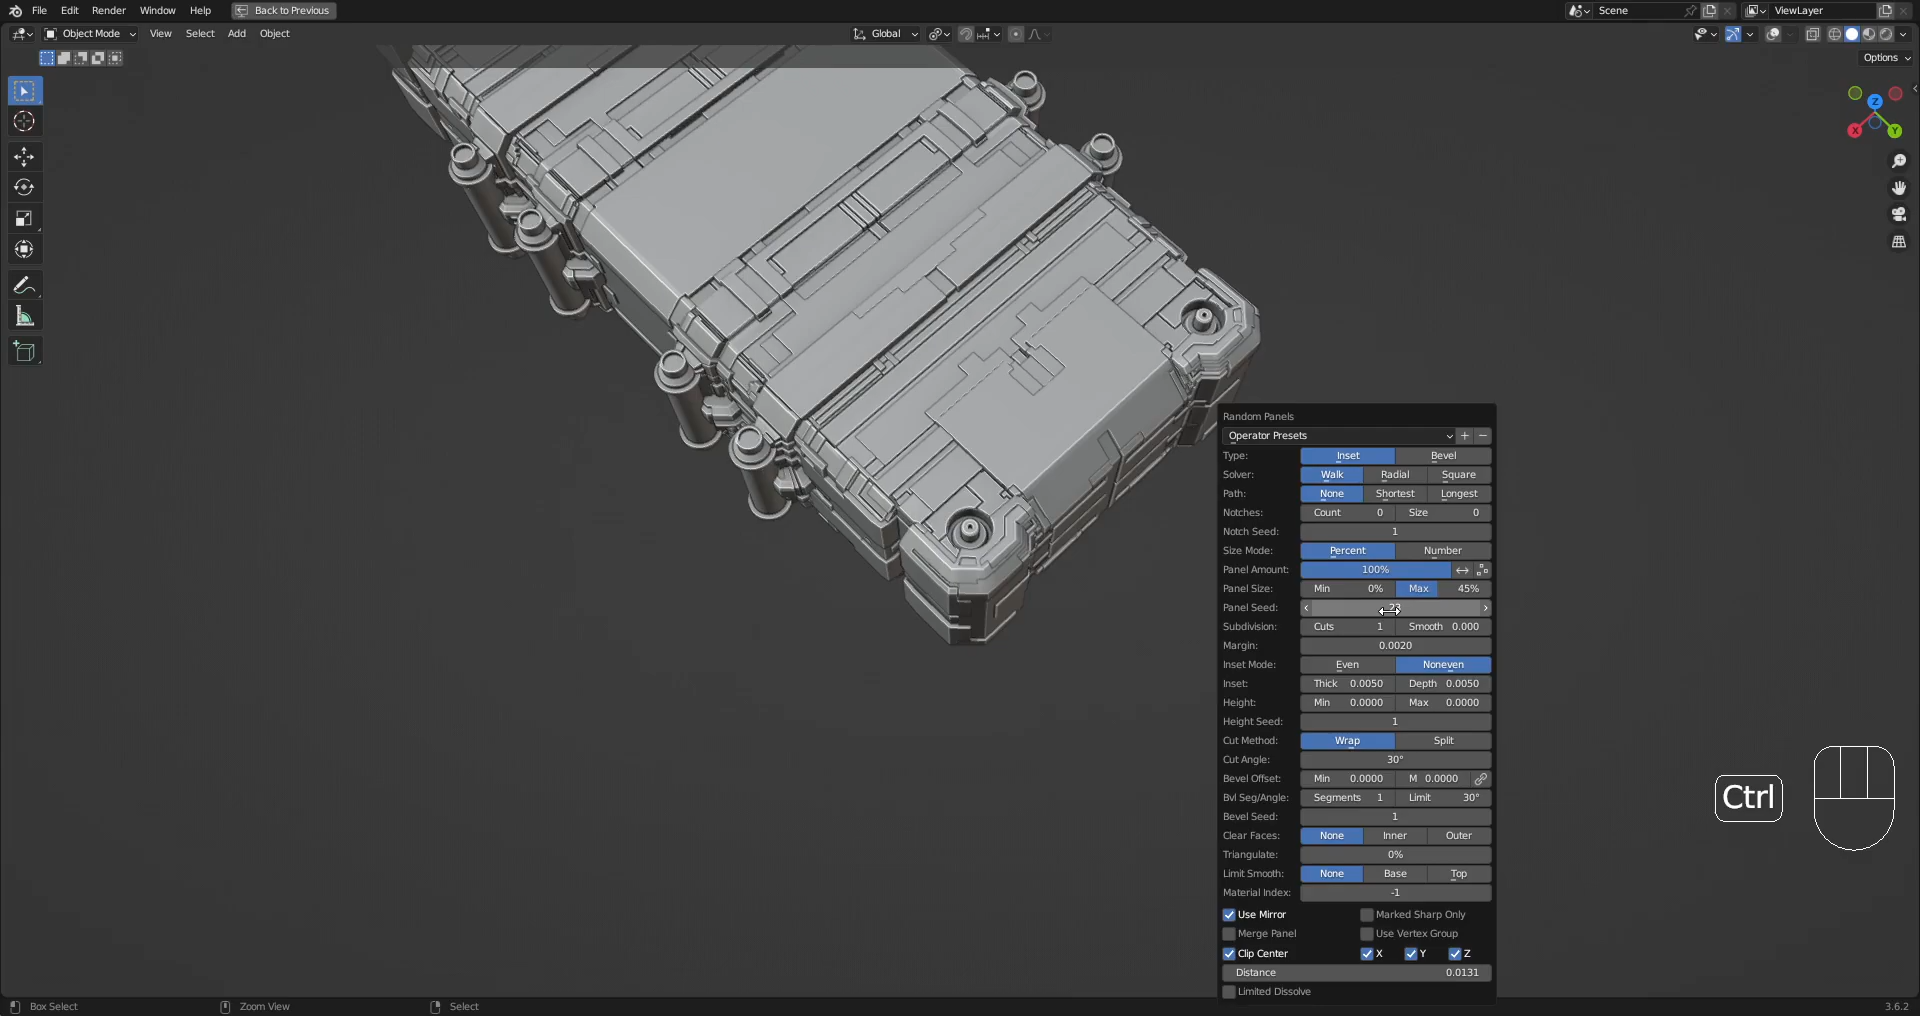 File Edit Render Window Help Back to Previous
Scene ViewLayer
Object Mode View Select Add Object
Global
Options
Z
X Y
Random Panels
Operator Presets
Type: Inset Bevel
Solver: Walk Radial Square
Path: None Shortest Longest
Notches: Count 0 Size 0
Notch Seed: 1
Size Mode: Percent Number
Panel Amount: 100%
Panel Size: Min 0% Max 45%
Panel Seed:
Subdivision: Cuts 1 Smooth 0.000
Margin: 0.0020
Inset Mode: Even Noneven
Inset: Thick 0.0050 Depth 0.0050
Height: Min 0.0000 Max 0.0000
Height Seed: 1
Cut Method: Wrap Split
Cut Angle: 30°
Bevel Offset: Min 0.0000 M 0.0000
Bvl Seg/Angle: Segments 1 Limit 30°
Bevel Seed: 1
Clear Faces: None Inner Outer
Triangulate: 0%
Limit Smooth: None Base Top
Material Index: -1
Use Mirror Marked Sharp Only
Merge Panel Use Vertex Group
Clip Center X Y Z
Distance 0.0131
Limited Dissolve
Ctrl
Box Select Zoom View Select 3.6.2